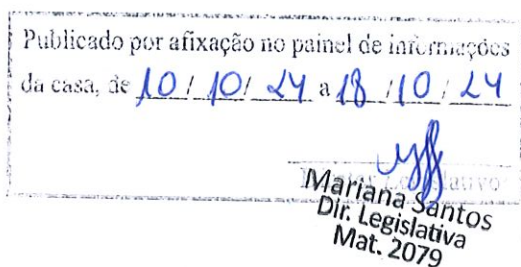 Publicado por afixação no painel de informações
da casa, de 10 / 10 / 24 a 18 / 10 / 24
Mariana Santos
Dir. Legislativa
Mat. 2079